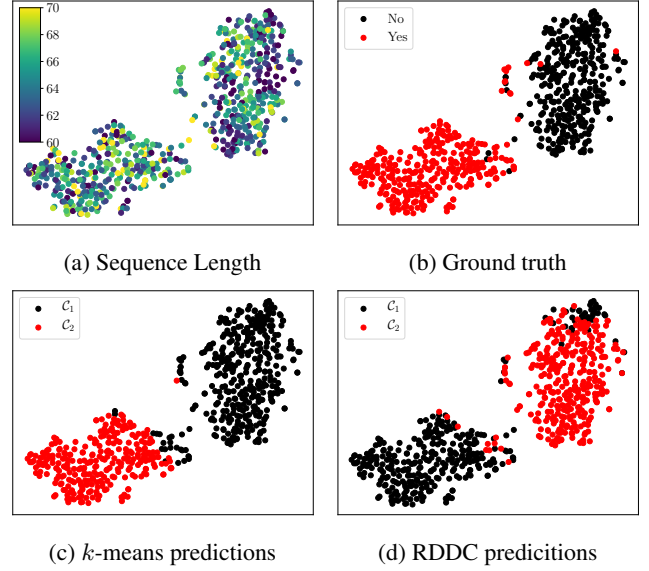 70
68
66
64
62
60
(a) Sequence Length
No
Yes
(b) Ground truth
C₁
C₂
(c) k-means predictions
C₁
C₂
(d) RDDC predicitions